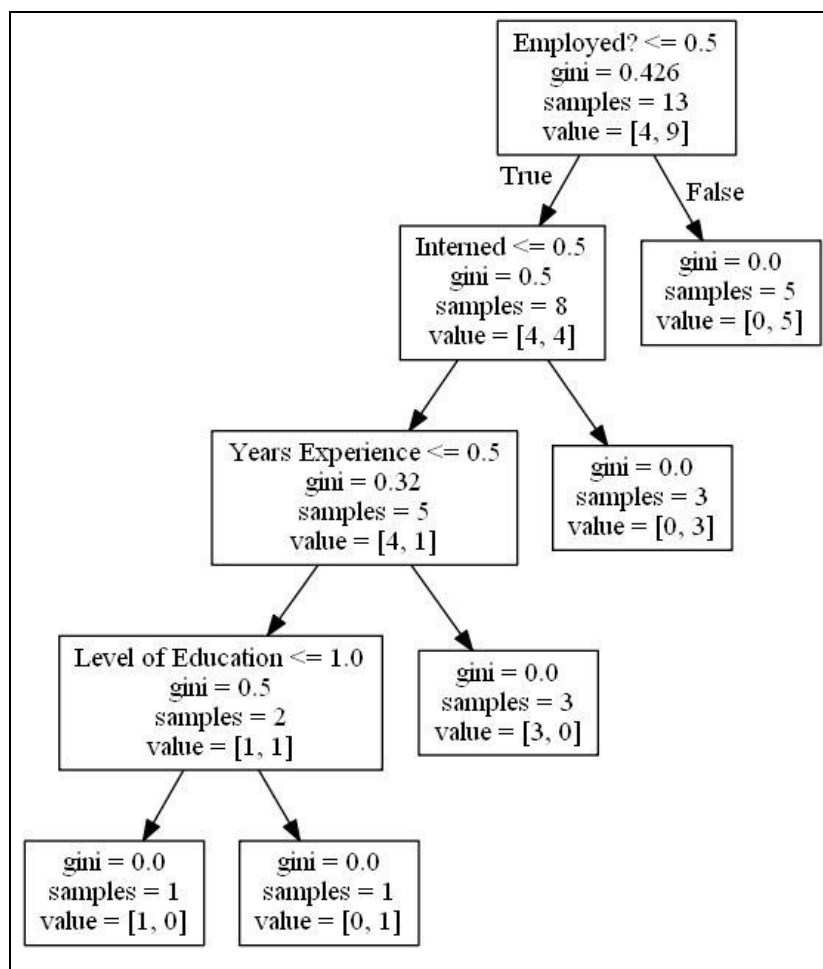 Employed? <= 0.5
gini = 0.426
samples = 13
value = [4, 9]
True
False
Interned <= 0.5
gini = 0.5
samples = 8
value = [4, 4]
gini = 0.0
samples = 5
value = [0, 5]
Years Experience <= 0.5
gini = 0.32
samples = 5
value = [4, 1]
gini = 0.0
samples = 3
value = [0, 3]
Level of Education <= 1.0
gini = 0.5
samples = 2
value = [1, 1]
gini = 0.0
samples = 3
value = [3, 0]
gini = 0.0
samples = 1
value = [1, 0]
gini = 0.0
samples = 1
value = [0, 1]